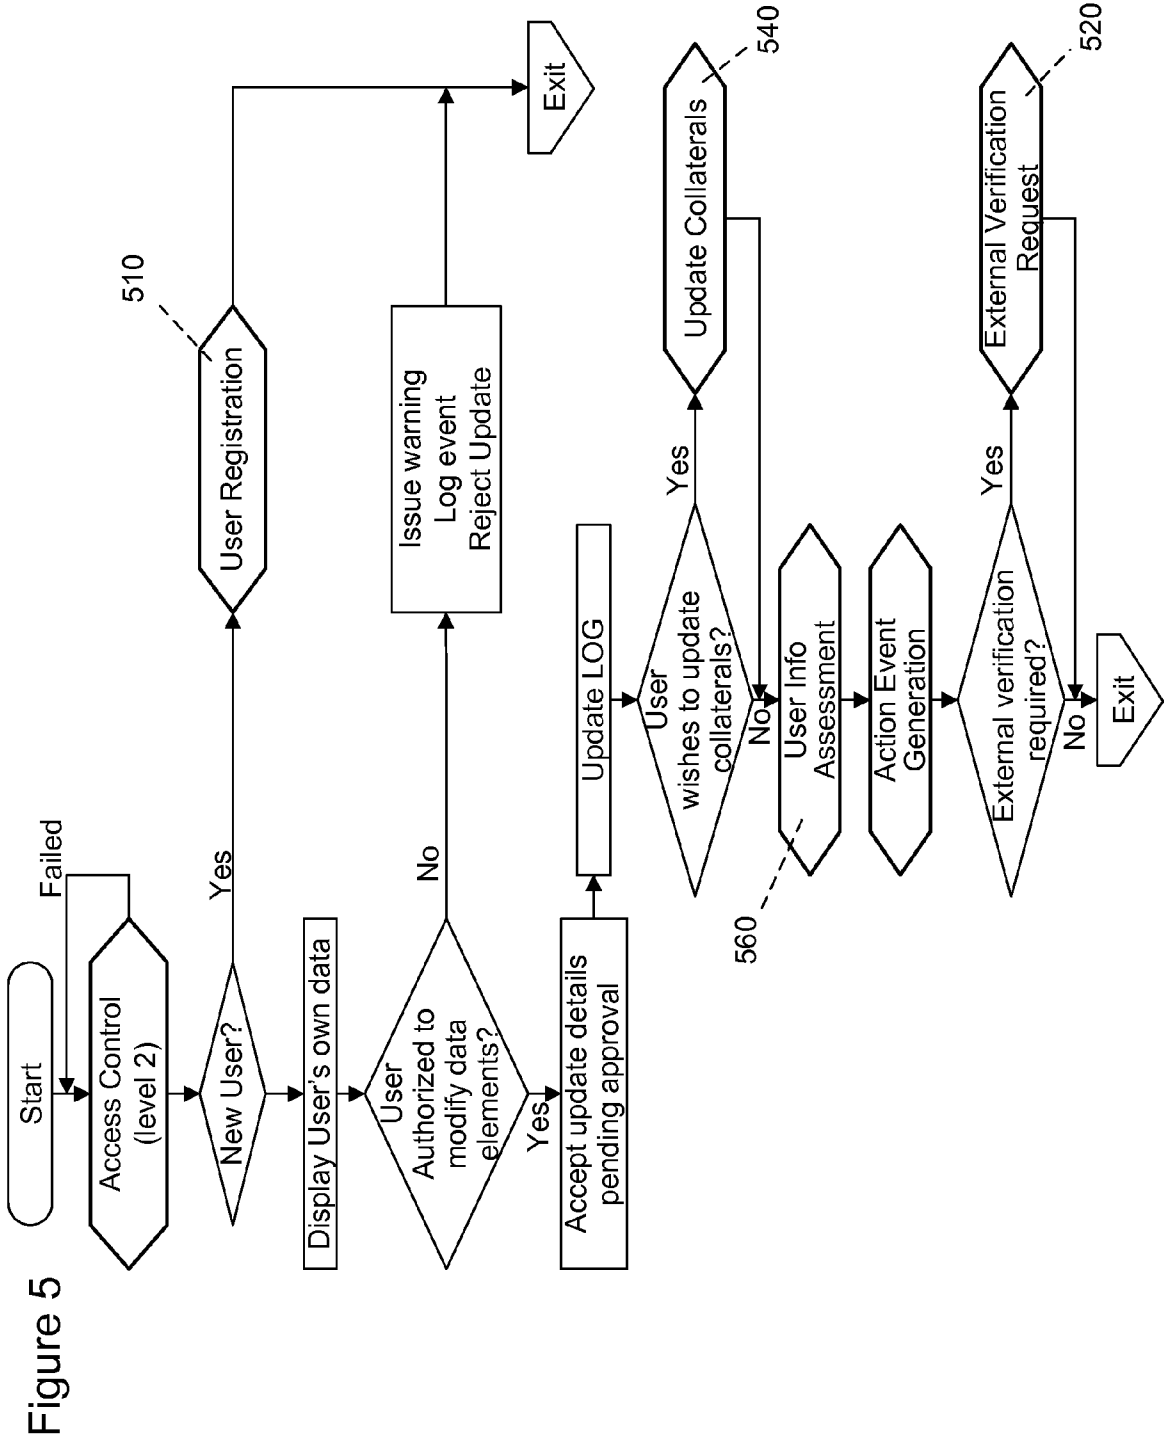 Figure 5
Start
Failed
Access Control
(level 2)
New User?
Yes
User Registration
510
Display User's own data
User
Authorized to
modify data
elements?
No
Issue warning
Log event
Reject Update
Exit
Yes
Accept update details
pending approval
Update LOG
User
wishes to update
collaterals?
Yes
Update Collaterals
540
No
User Info
Assessment
560
Action Event
Generation
External verification
required?
Yes
External Verification
Request
520
No
Exit